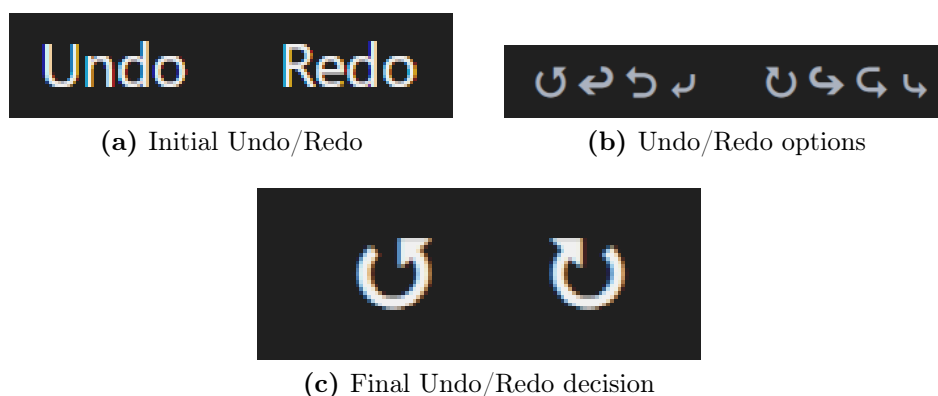 Undo Redo
(a) Initial Undo/Redo
↺ ↩ ⮌ ⤶ ↻ ↪ ⮎ ⤷
(b) Undo/Redo options
↺ ↻
(c) Final Undo/Redo decision